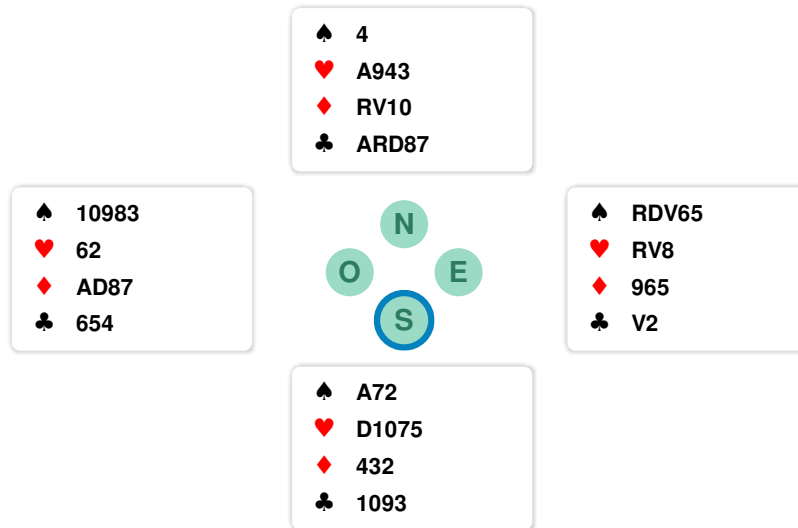 ♠ 4
♥ A943
♦ RV10
♣ ARD87
♠ 10983
♥ 62
♦ AD87
♣ 654
N
O E
S
♠ RDV65
♥ RV8
♦ 965
♣ V2
♠ A72
♥ D1075
♦ 432
♣ 1093